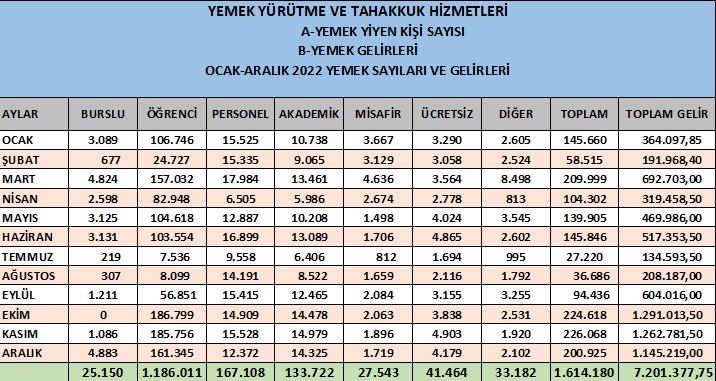 YEMEK YÜRÜTME VE TAHAKKUK HİZMETLERİ
A-YEMEK YİYEN KİŞİ SAYISI
B-YEMEK GELİRLERİ
OCAK-ARALIK 2022 YEMEK SAYILARI VE GELİRLERİ
AYLAR BURSLU ÖĞRENCİ PERSONEL AKADEMİK MİSAFİR ÜCRETSİZ DİĞER TOPLAM TOPLAM GELİR
OCAK 3.089 106.746 15.525 10.738 3.667 3.290 2.605 145.660 364.097,85
ŞUBAT 677 24.727 15.335 9.065 3.129 3.058 2.524 58.515 191.968,40
MART 4.824 157.032 17.984 13.461 4.636 3.564 8.498 209.999 692.703,00
NİSAN 2.598 82.948 6.505 5.986 2.674 2.778 813 104.302 319.458,50
MAYIS 3.125 104.618 12.887 10.208 1.498 4.024 3.545 139.905 469.986,00
HAZİRAN 3.131 103.554 16.899 13.089 1.706 4.865 2.602 145.846 517.353,50
TEMMUZ 219 7.536 9.558 6.406 812 1.694 995 27.220 134.593,50
AĞUSTOS 307 8.099 14.191 8.522 1.659 2.116 1.792 36.686 208.187,00
EYLÜL 1.211 56.851 15.415 12.465 2.084 3.155 3.255 94.436 604.016,00
EKİM 0 186.799 14.909 14.478 2.063 3.838 2.531 224.618 1.291.013,50
KASIM 1.086 185.756 15.528 14.979 1.896 4.903 1.920 226.068 1.262.781,50
ARALIK 4.883 161.345 12.372 14.325 1.719 4.179 2.102 200.925 1.145.219,00
25.150 1.186.011 167.108 133.722 27.543 41.464 33.182 1.614.180 7.201.377,75